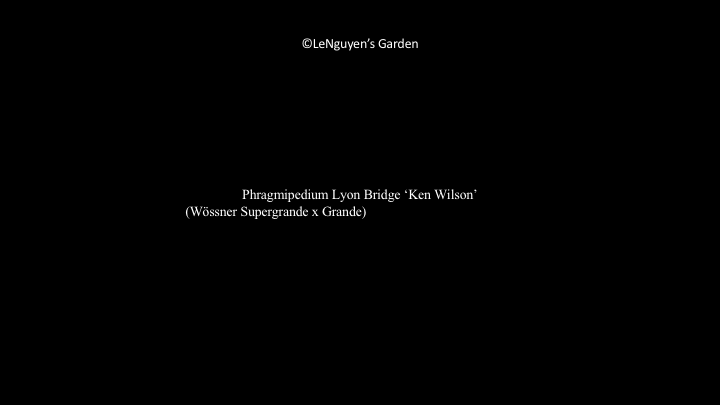 ©LeNguyen’s Garden
Phragmipedium Lyon Bridge ‘Ken Wilson’
(Wössner Supergrande x Grande)